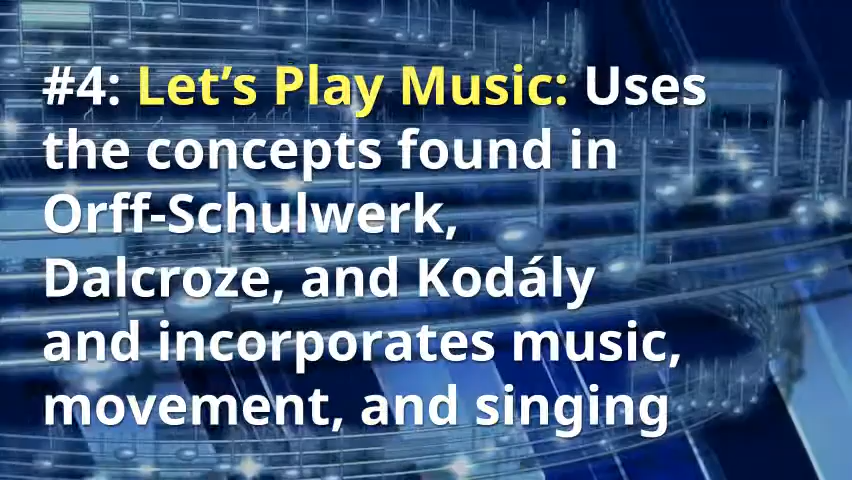 #4: Let’s Play Music: Uses
the concepts found in
Orff-Schulwerk,
Dalcroze, and Kodály
and incorporates music,
movement, and singing